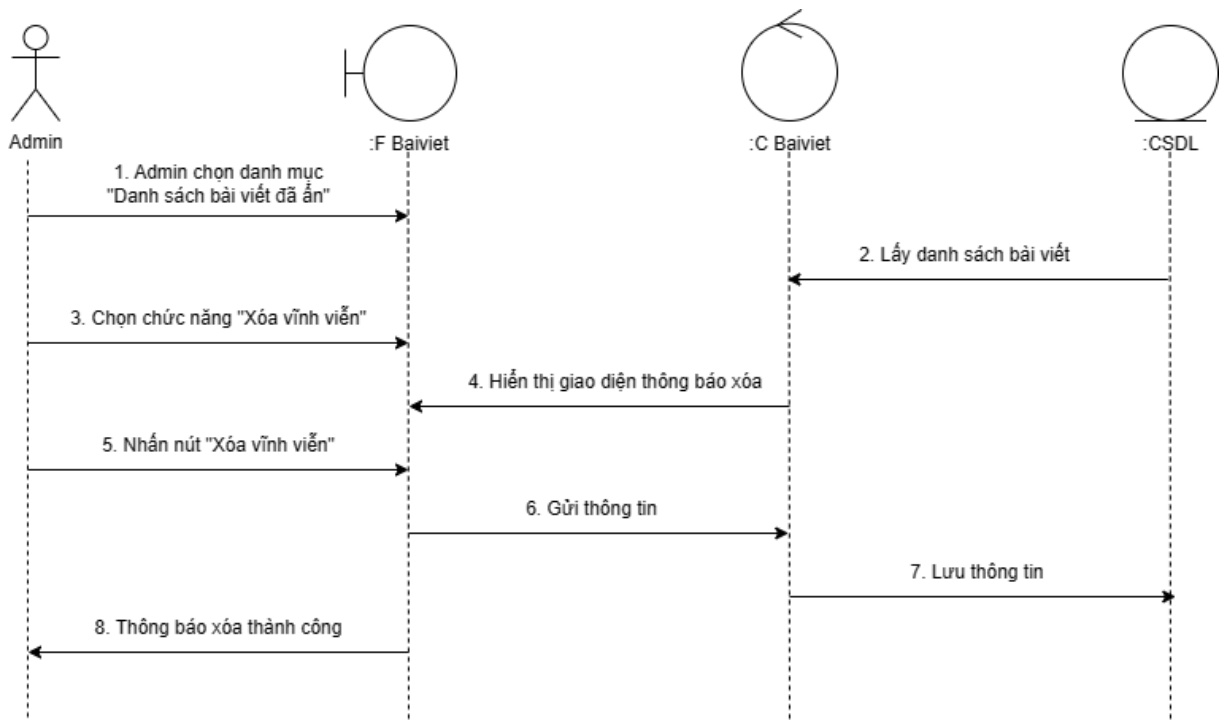 Admin
:F Baiviet
:C Baiviet
:CSDL
1. Admin chọn danh mục
"Danh sách bài viết đã ẩn"
2. Lấy danh sách bài viết
3. Chọn chức năng "Xóa vĩnh viễn"
4. Hiển thị giao diện thông báo xóa
5. Nhấn nút "Xóa vĩnh viễn"
6. Gửi thông tin
7. Lưu thông tin
8. Thông báo xóa thành công